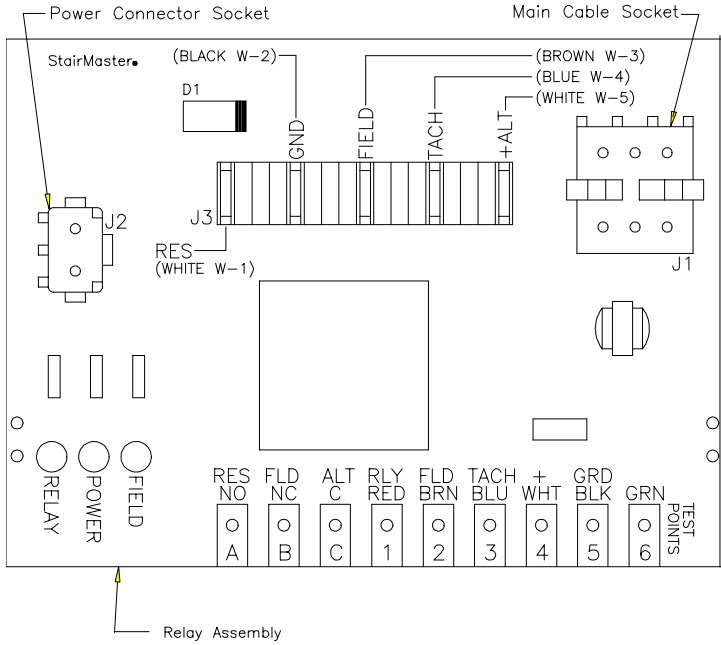 Power Connector Socket
Main Cable Socket
StairMaster
(BLACK W-2)
(BROWN W-3)
(BLUE W-4)
(WHITE W-5)
D1
GND
FIELD
TACH
+ALT
J3
J2
J1
RES
(WHITE W-1)
RELAY
POWER
FIELD
RES FLD ALT RLY FLD TACH + GRD
NO NC C RED BRN BLU WHT BLK GRN
A B C 1 2 3 4 5 6
TEST
POINTS
Relay Assembly